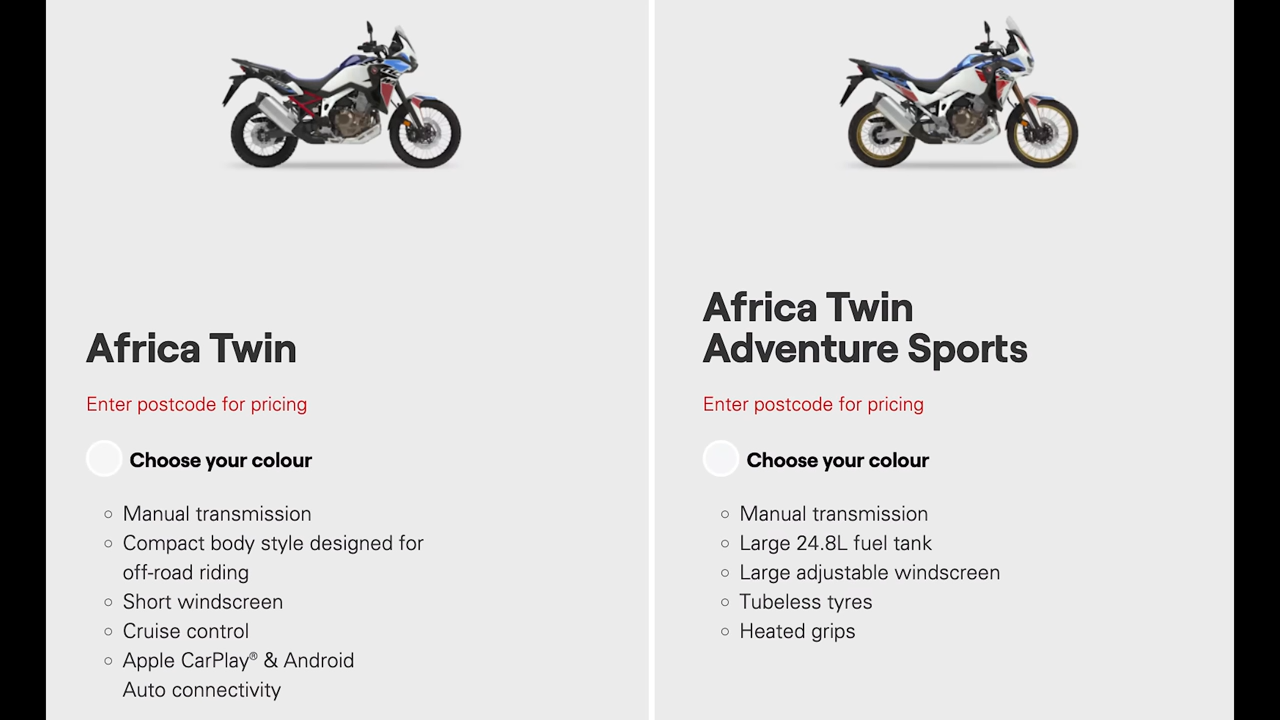 Africa Twin
Enter postcode for pricing
Choose your colour
Manual transmission
Compact body style designed for
off-road riding
Short windscreen
Cruise control
Apple CarPlay® & Android
Auto connectivity
Africa Twin
Adventure Sports
Enter postcode for pricing
Choose your colour
Manual transmission
Large 24.8L fuel tank
Large adjustable windscreen
Tubeless tyres
Heated grips